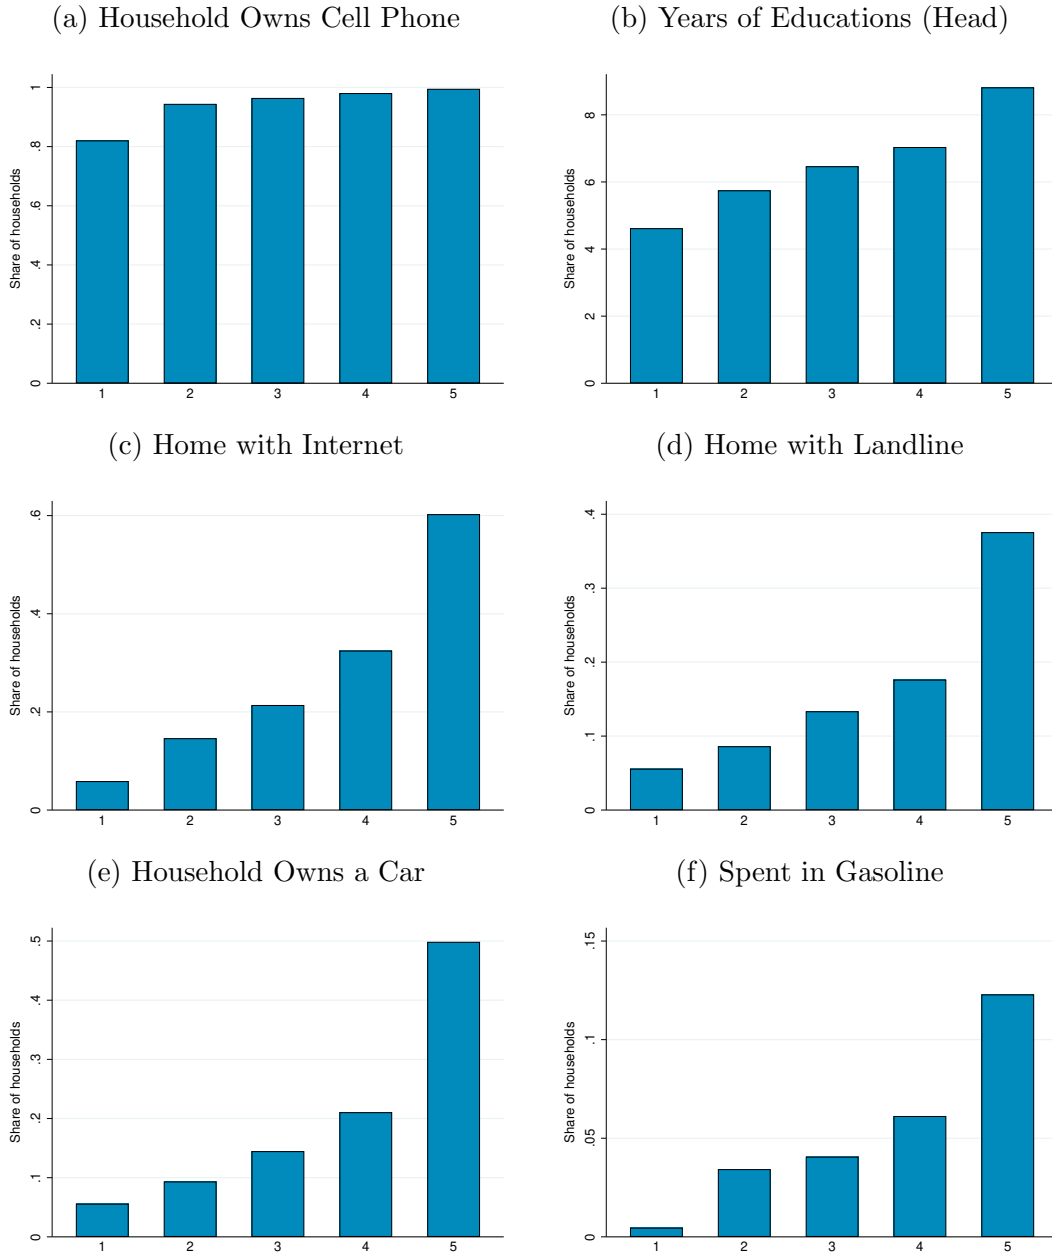 (a) Household Owns Cell Phone
Share of households
0 .2 .4 .6 .8 1
1 2 3 4 5
(b) Years of Educations (Head)
Share of households
0 2 4 6 8
1 2 3 4 5
(c) Home with Internet
Share of households
0 .2 .4 .6
1 2 3 4 5
(d) Home with Landline
Share of households
0 .1 .2 .3 .4
1 2 3 4 5
(e) Household Owns a Car
Share of households
0 .1 .2 .3 .4 .5
1 2 3 4 5
(f) Spent in Gasoline
Share of households
0 .05 .1 .15
1 2 3 4 5